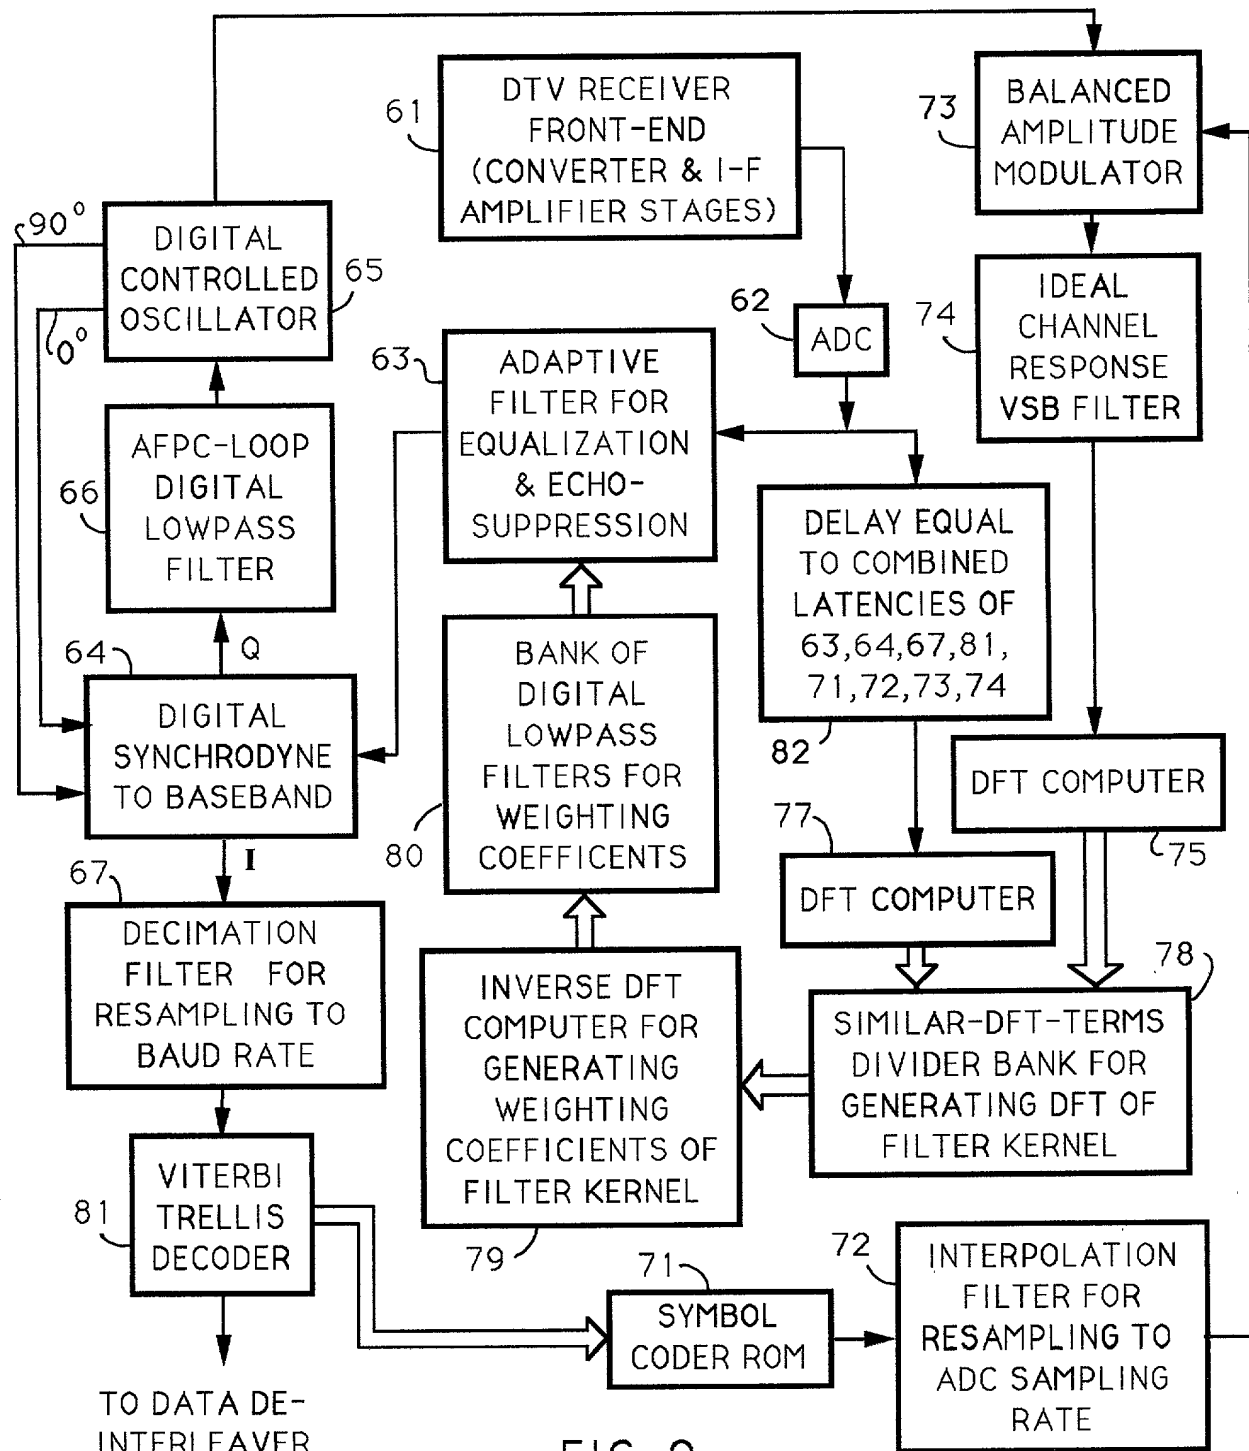 DTV RECEIVER
FRONT-END
(CONVERTER & I-F
AMPLIFIER STAGES)
61
BALANCED
AMPLITUDE
MODULATOR
73
90°
0°
DIGITAL
CONTROLLED
OSCILLATOR
65
62
ADC
IDEAL
CHANNEL
RESPONSE
VSB FILTER
74
63
ADAPTIVE
FILTER FOR
EQUALIZATION
& ECHO-
SUPPRESSION
AFPC-LOOP
DIGITAL
LOWPASS
FILTER
66
DELAY EQUAL
TO COMBINED
LATENCIES OF
63,64,67,81,
71,72,73,74
82
Q
64
DIGITAL
SYNCHRODYNE
TO BASEBAND
I
BANK OF
DIGITAL
LOWPASS
FILTERS FOR
WEIGHTING
COEFFICENTS
80
DFT COMPUTER
75
77
DFT COMPUTER
67
DECIMATION
FILTER FOR
RESAMPLING TO
BAUD RATE
INVERSE DFT
COMPUTER FOR
GENERATING
WEIGHTING
COEFFICIENTS OF
FILTER KERNEL
79
78
SIMILAR-DFT-TERMS
DIVIDER BANK FOR
GENERATING DFT OF
FILTER KERNEL
VITERBI
TRELLIS
DECODER
81
71
SYMBOL
CODER ROM
72
INTERPOLATION
FILTER FOR
RESAMPLING TO
ADC SAMPLING
RATE
TO DATA DE-
INTERLEAVER
FIG.